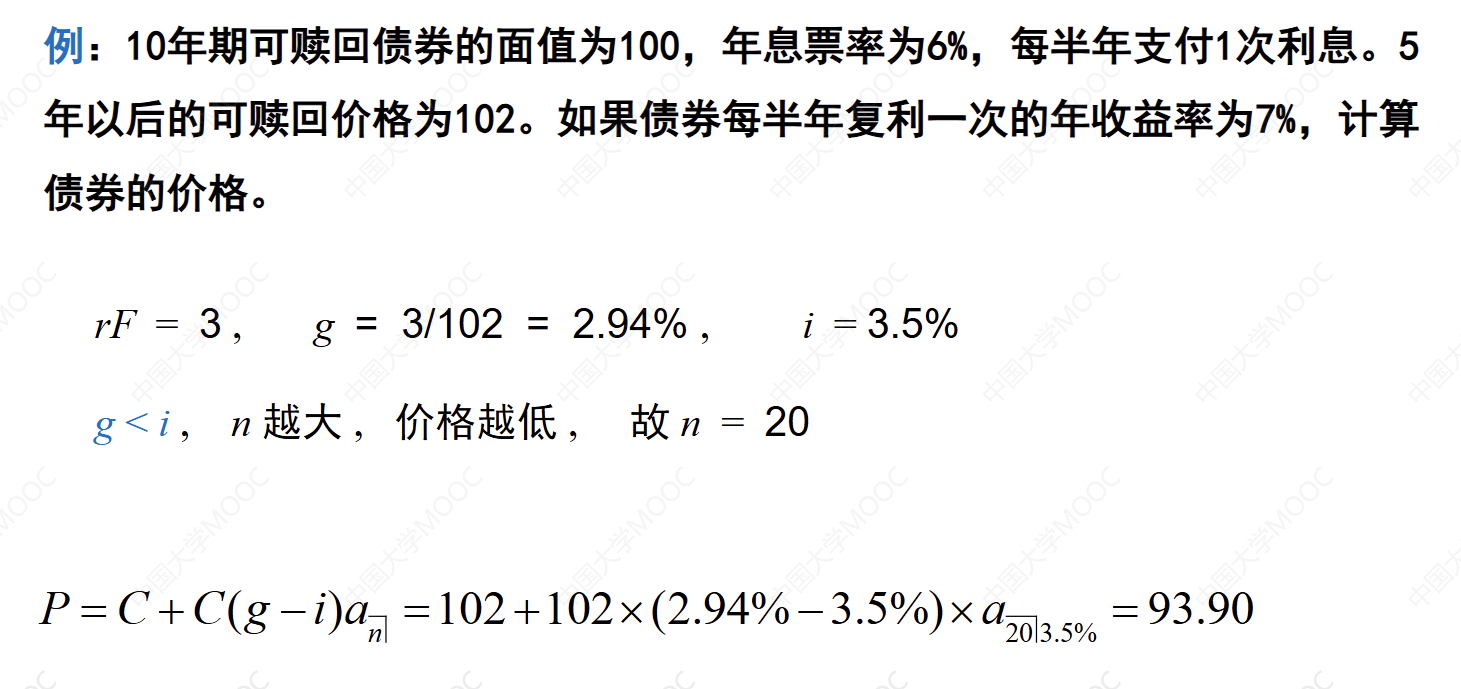 例：10年期可赎回债券的面值为100，年息票率为6%，每半年支付1次利息。5
年以后的可赎回价格为102。如果债券每半年复利一次的年收益率为7%，计算
债券的价格。
rF = 3 , g = 3/102 = 2.94% , i = 3.5%
g < i , n 越大 , 价格越低 , 故 n = 20
P = C + C(g − i)a_{\overline{n}|} = 102 + 102 × (2.94% − 3.5%) × a_{\overline{20}|3.5%} = 93.90
中国大学MOOC